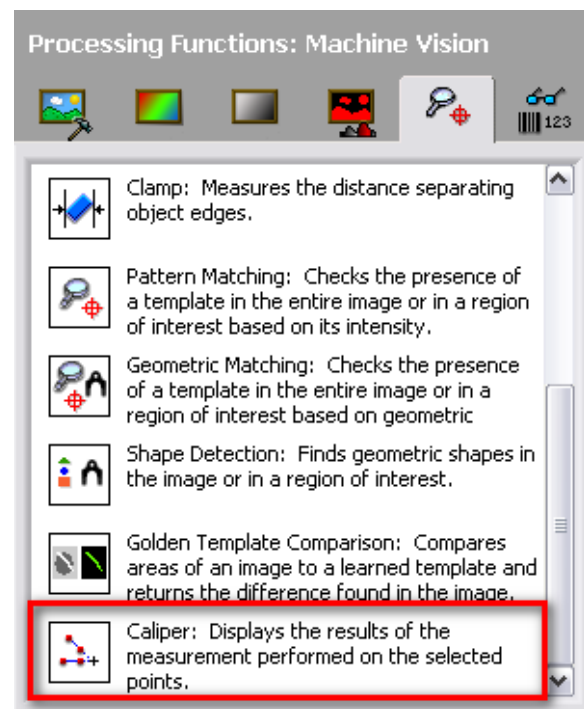 Processing Functions: Machine Vision
123
Clamp: Measures the distance separating
object edges.
Pattern Matching: Checks the presence of
a template in the entire image or in a region
of interest based on its intensity.
Geometric Matching: Checks the presence
of a template in the entire image or in a
region of interest based on geometric
Shape Detection: Finds geometric shapes in
the image or in a region of interest.
Golden Template Comparison: Compares
areas of an image to a learned template and
returns the difference found in the image.
Caliper: Displays the results of the
measurement performed on the selected
points.